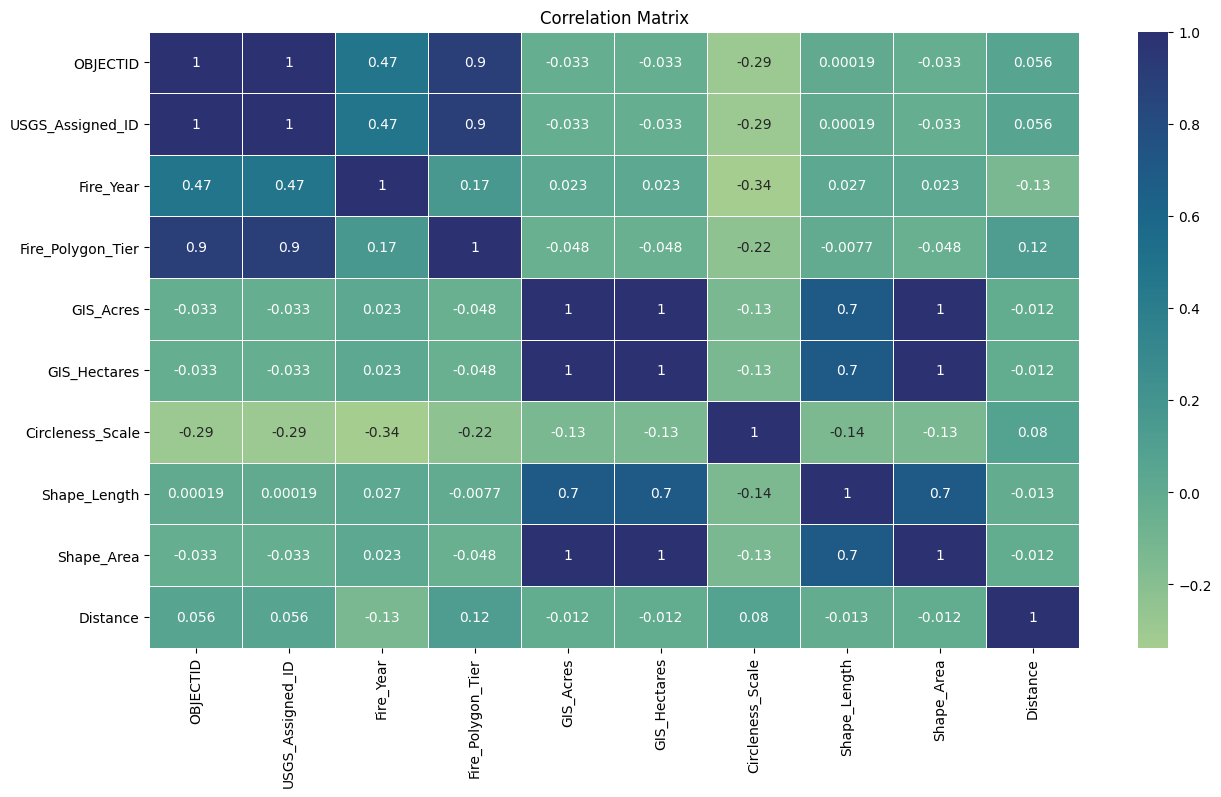 Correlation Matrix
OBJECTID 1 1 0.47 0.9 -0.033 -0.033 -0.29 0.00019 -0.033 0.056
USGS_Assigned_ID 1 1 0.47 0.9 -0.033 -0.033 -0.29 0.00019 -0.033 0.056
Fire_Year 0.47 0.47 1 0.17 0.023 0.023 -0.34 0.027 0.023 -0.13
Fire_Polygon_Tier 0.9 0.9 0.17 1 -0.048 -0.048 -0.22 -0.0077 -0.048 0.12
GIS_Acres -0.033 -0.033 0.023 -0.048 1 1 -0.13 0.7 1 -0.012
GIS_Hectares -0.033 -0.033 0.023 -0.048 1 1 -0.13 0.7 1 -0.012
Circleness_Scale -0.29 -0.29 -0.34 -0.22 -0.13 -0.13 1 -0.14 -0.13 0.08
Shape_Length 0.00019 0.00019 0.027 -0.0077 0.7 0.7 -0.14 1 0.7 -0.013
Shape_Area -0.033 -0.033 0.023 -0.048 1 1 -0.13 0.7 1 -0.012
Distance 0.056 0.056 -0.13 0.12 -0.012 -0.012 0.08 -0.013 -0.012 1
OBJECTID
USGS_Assigned_ID
Fire_Year
Fire_Polygon_Tier
GIS_Acres
GIS_Hectares
Circleness_Scale
Shape_Length
Shape_Area
Distance
1.0
0.8
0.6
0.4
0.2
0.0
−0.2